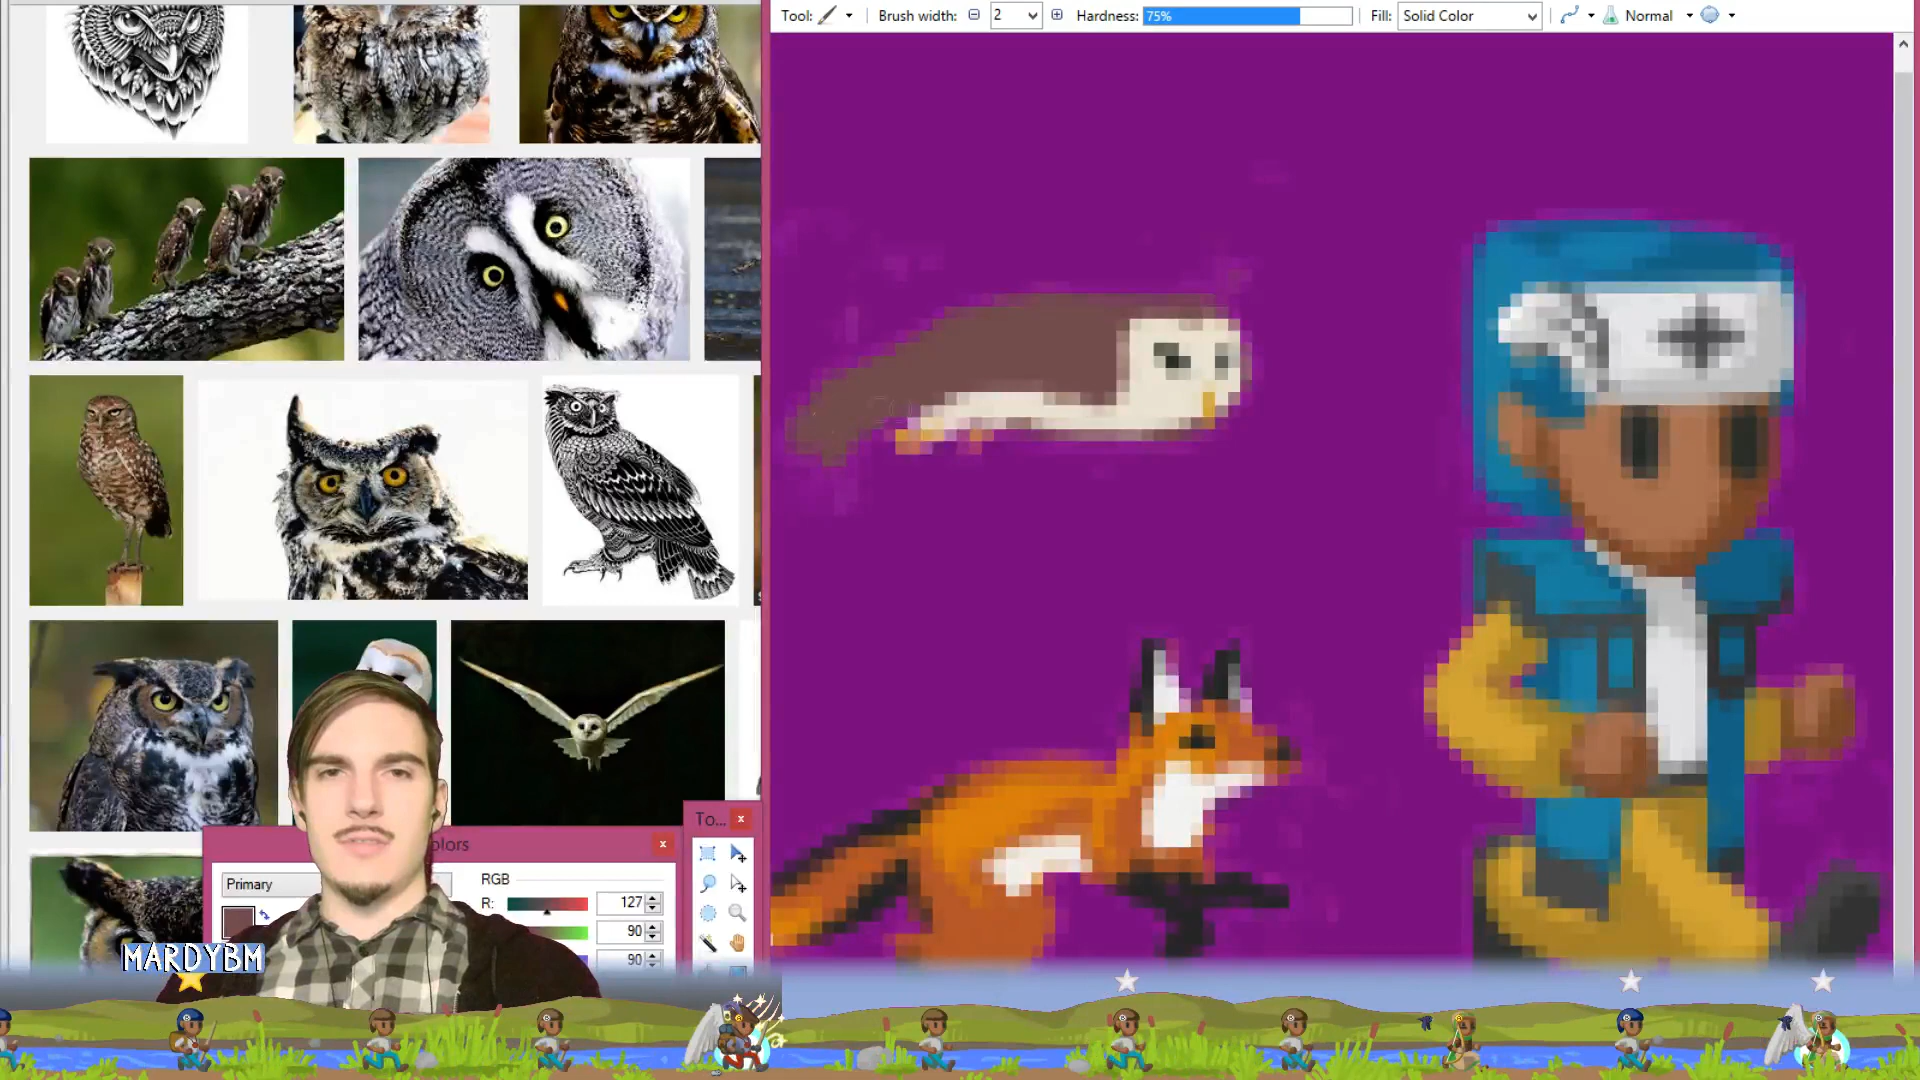 Tool:
Brush width: 2
Hardness: 75%
Fill: Solid Color
Normal
To...
olors
Primary
RGB
R: 127
90
90
MARDYBM